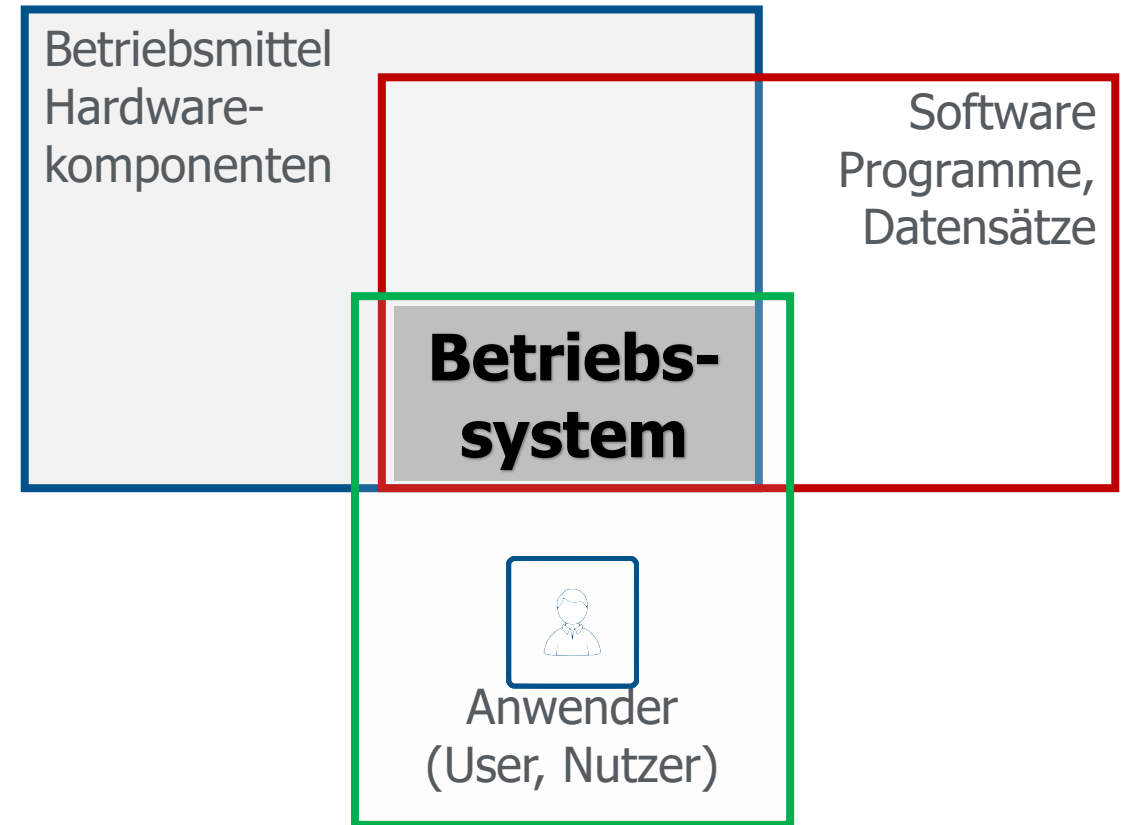 Betriebsmittel
Hardware-
komponenten
Software
Programme,
Datensätze
Betriebs-
system
Anwender
(User, Nutzer)